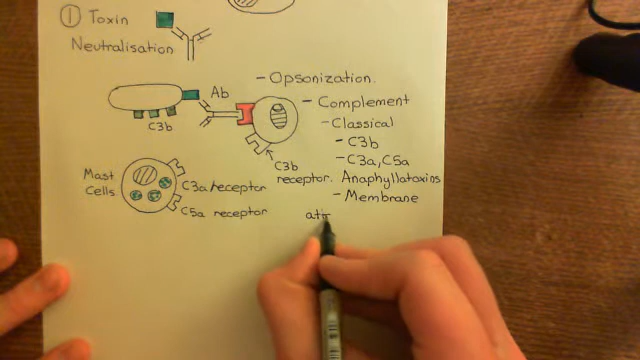 ① Toxin
Neutralisation
Ab
- Opsonization.
- Complement
- Classical
- C3b
- C3a, C5a
Anaphyllatoxins
- Membrane
att
C3b
C3b
receptor.
Mast
Cells
C3a receptor
C5a receptor